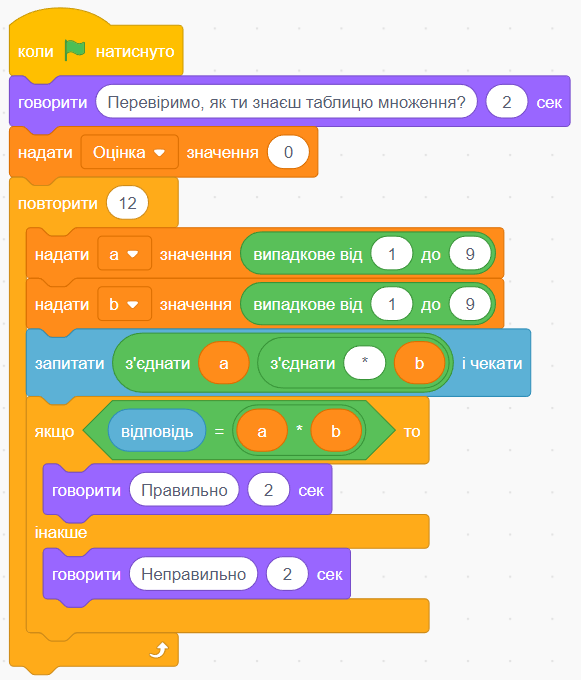 коли натиснуто
говорити Перевіримо, як ти знаєш таблицю множення? 2 сек
надати Оцінка значення 0
повторити 12
надати a значення випадкове від 1 до 9
надати b значення випадкове від 1 до 9
запитати з'єднати a з'єднати * b і чекати
якщо відповідь = a * b то
говорити Правильно 2 сек
інакше
говорити Неправильно 2 сек